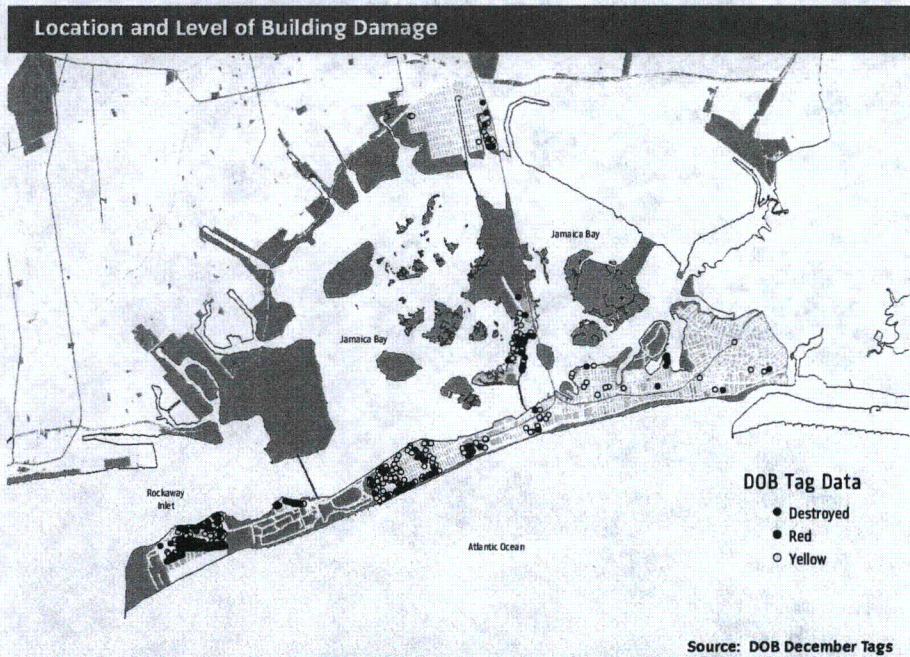 Location and Level of Building Damage
Jamaica Bay
Jamaica Bay
Rockaway
Inlet
Atlantic Ocean
DOB Tag Data
Destroyed
Red
Yellow
Source: DOB December Tags